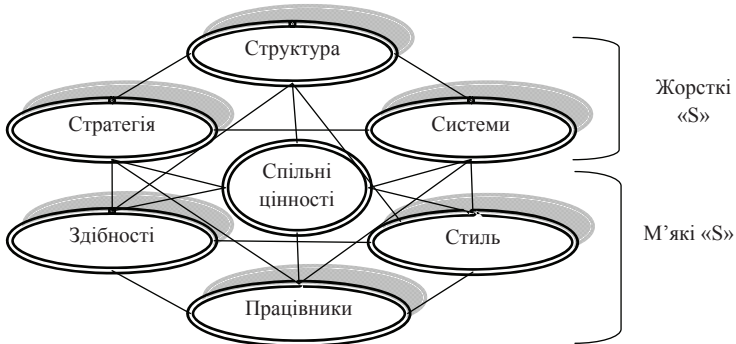 Структура
Стратегія
Системи
Жорсткі
«S»
Спільні
цінності
Здібності
Стиль
М’які «S»
Працівники